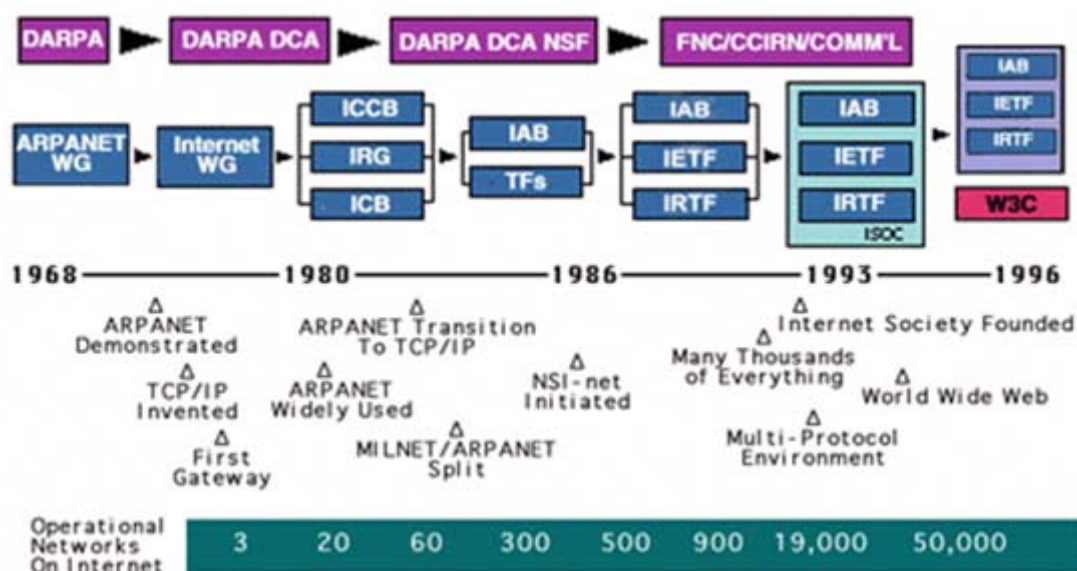 DARPA
DARPA DCA
DARPA DCA NSF
FNC/CCIRN/COMM'L
IAB
IETF
IRTF
ARPANET
WG
Internet
WG
ICCB
IRG
ICB
IAB
TFs
IAB
IETF
IRTF
IAB
IETF
IRTF
ISOC
W3C
1968
1980
1986
1993
1996
ARPANET
Demonstrated
TCP/IP
Invented
First
Gateway
ARPANET Transition
To TCP/IP
ARPANET
Widely Used
MILNET/ARPANET
Split
NSI-net
Initiated
Internet Society Founded
Many Thousands
of Everything
World Wide Web
Multi-Protocol
Environment
Operational
Networks
On Internet
3 20 60 300 500 900 19,000 50,000